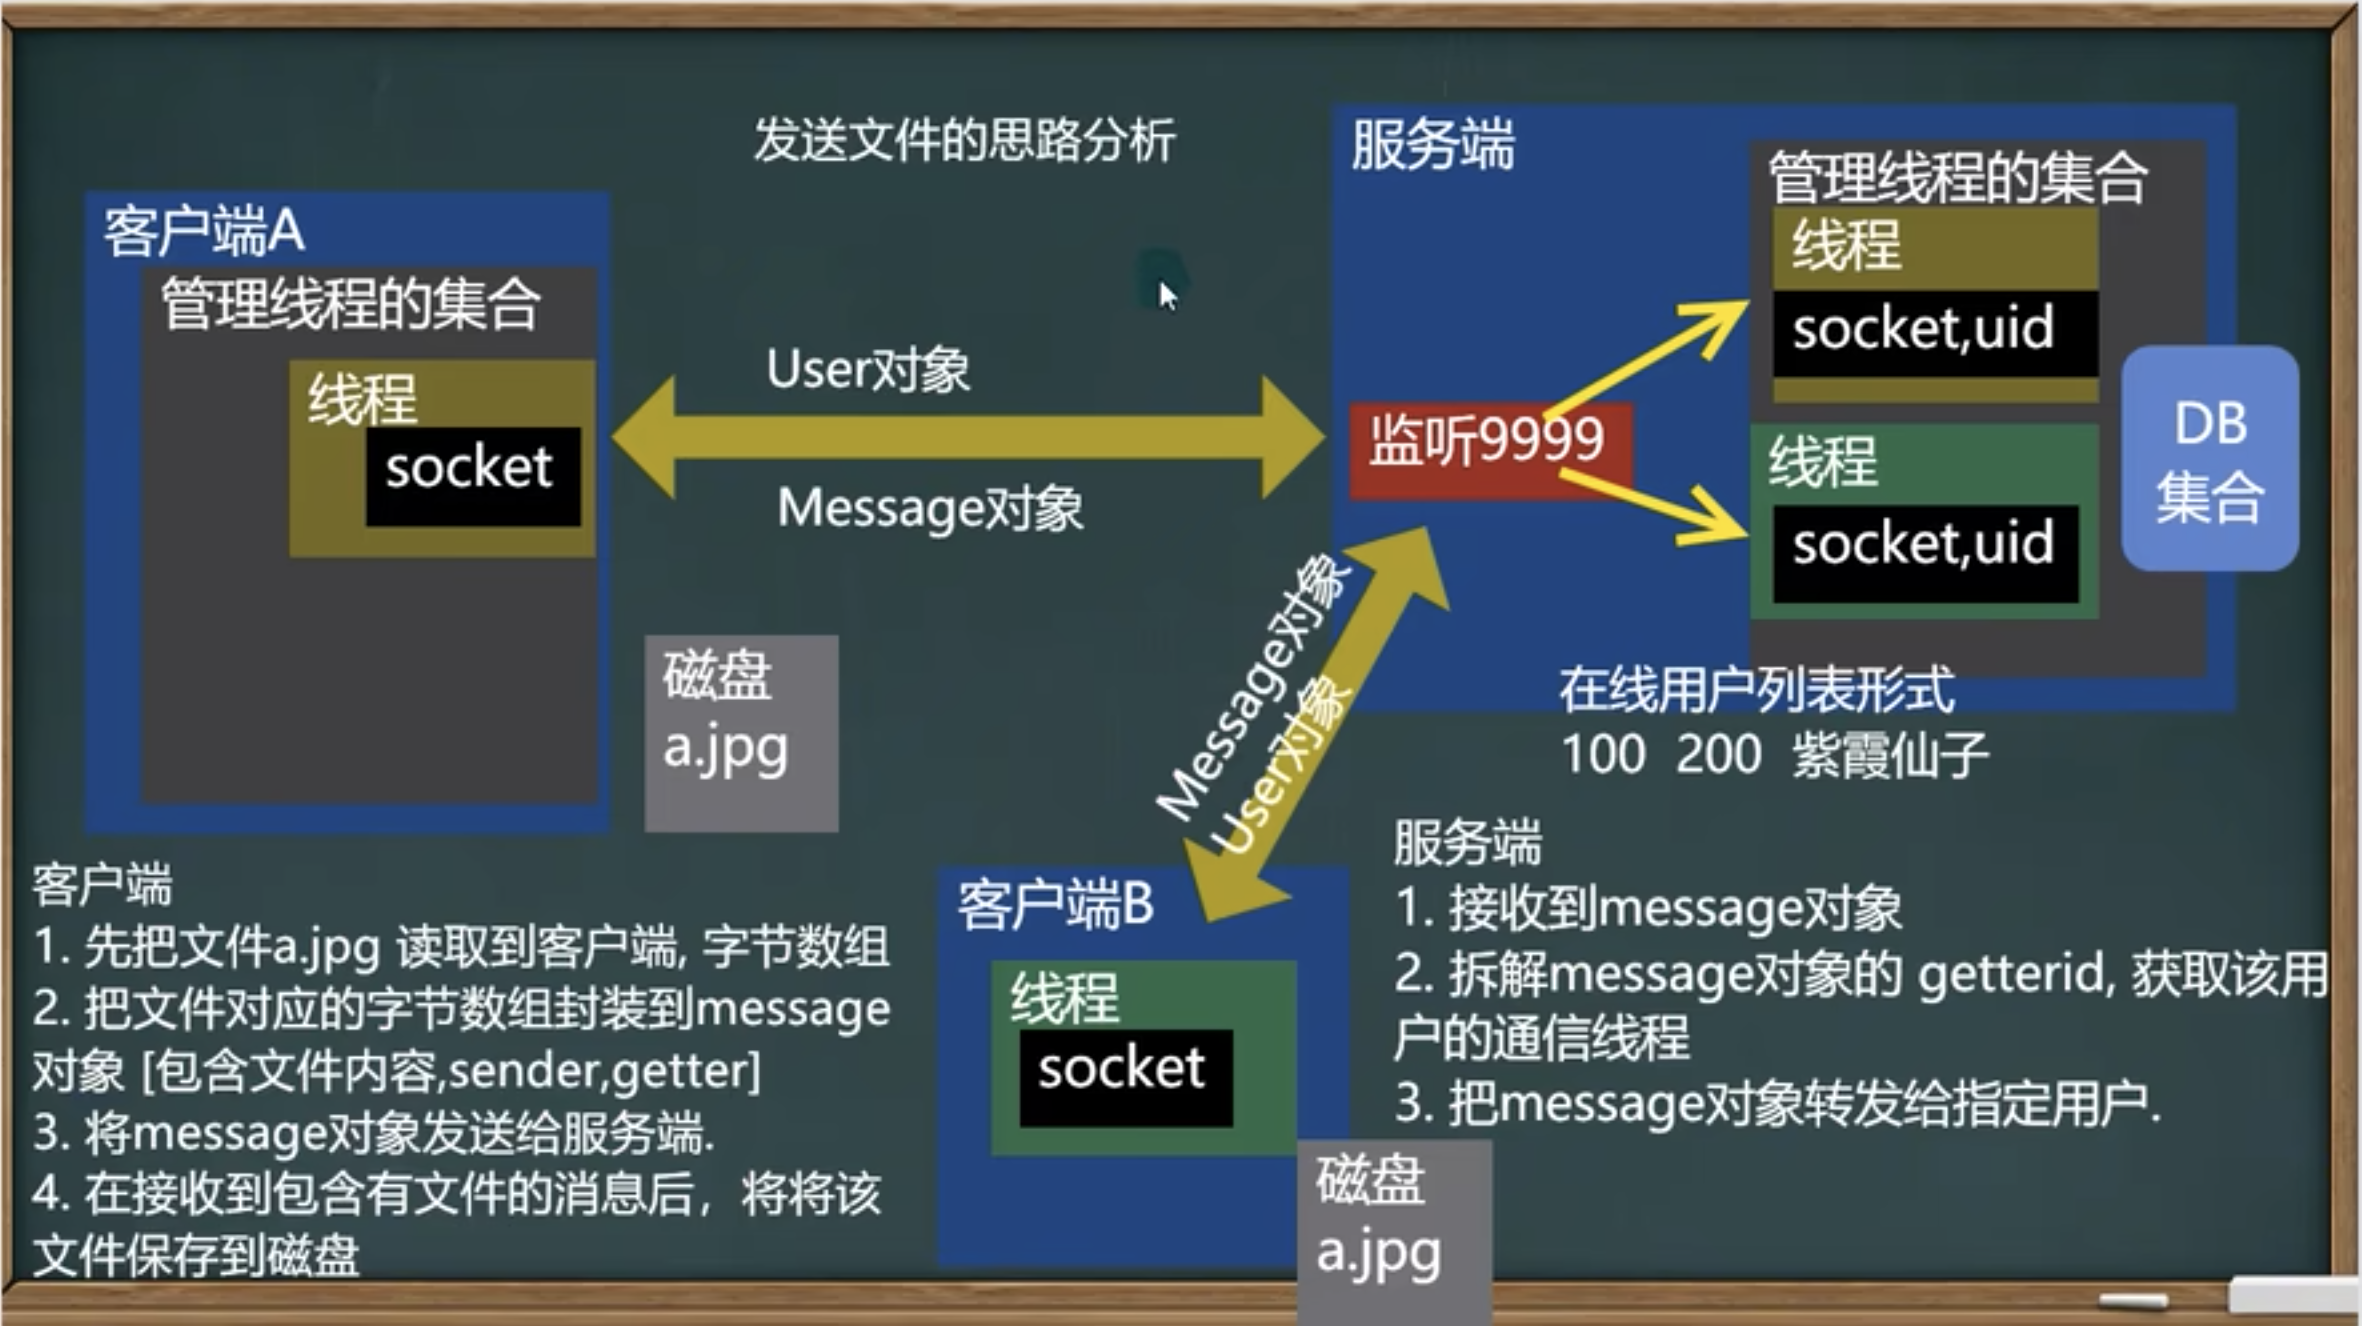 发送文件的思路分析
客户端A
管理线程的集合
线程
socket
User对象
Message对象
磁盘
a.jpg
服务端
监听9999
管理线程的集合
线程
socket,uid
线程
socket,uid
DB
集合
在线用户列表形式
100 200 紫霞仙子
Message对象
User对象
客户端B
线程
socket
磁盘
a.jpg
客户端
1. 先把文件a.jpg 读取到客户端, 字节数组
2. 把文件对应的字节数组封装到message
对象 [包含文件内容,sender,getter]
3. 将message对象发送给服务端.
4. 在接收到包含有文件的消息后，将将该
文件保存到磁盘
服务端
1. 接收到message对象
2. 拆解message对象的 getterid, 获取该用
户的通信线程
3. 把message对象转发给指定用户.